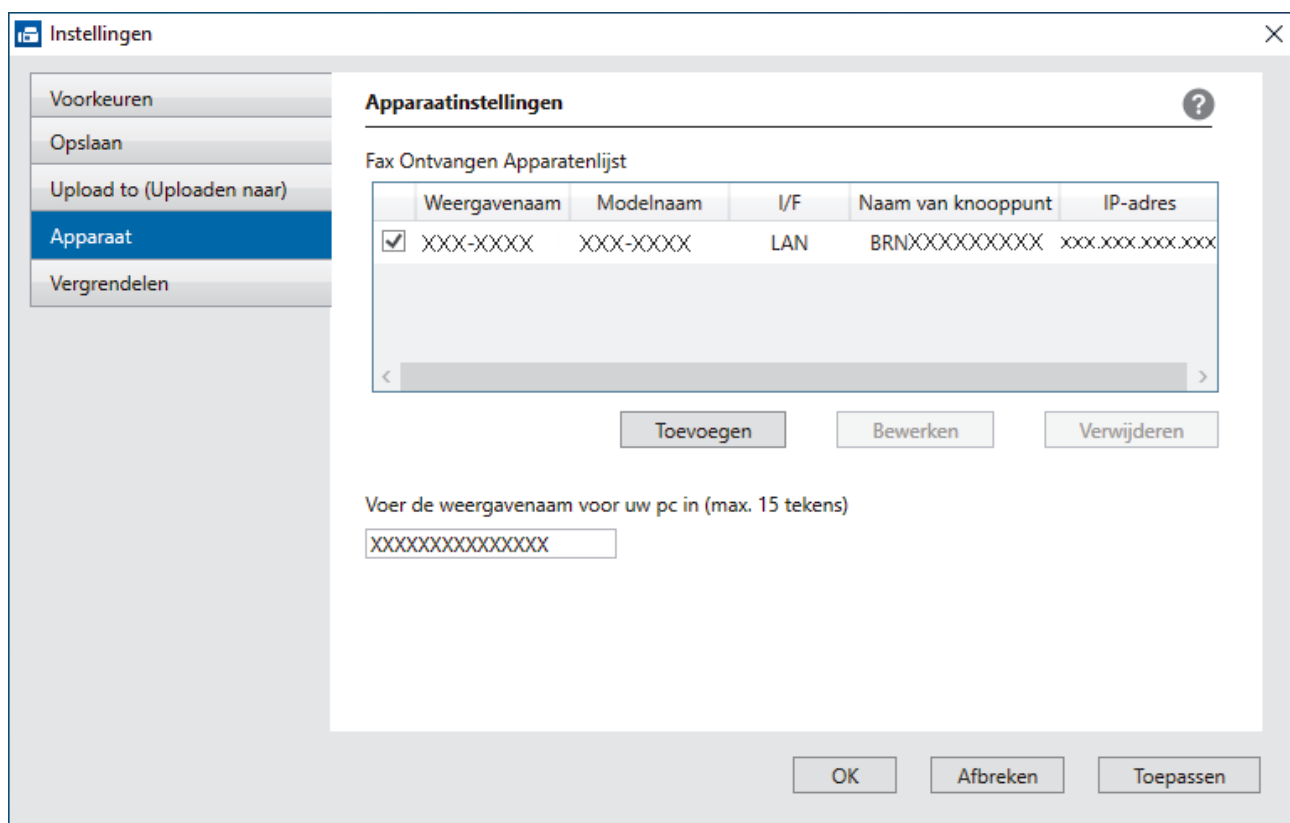 Instellingen
Voorkeuren
Opslaan
Upload to (Uploaden naar)
Apparaat
Vergrendelen
Apparaatinstellingen
?
Fax Ontvangen Apparatenlijst
Weergavenaam Modelnaam I/F Naam van knooppunt IP-adres
XXX-XXXX XXX-XXXX LAN BRNXXXXXXXXX XXX.XXX.XXX.XXX
Toevoegen Bewerken Verwijderen
Voer de weergavenaam voor uw pc in (max. 15 tekens)
XXXXXXXXXXXXXXX
OK Afbreken Toepassen